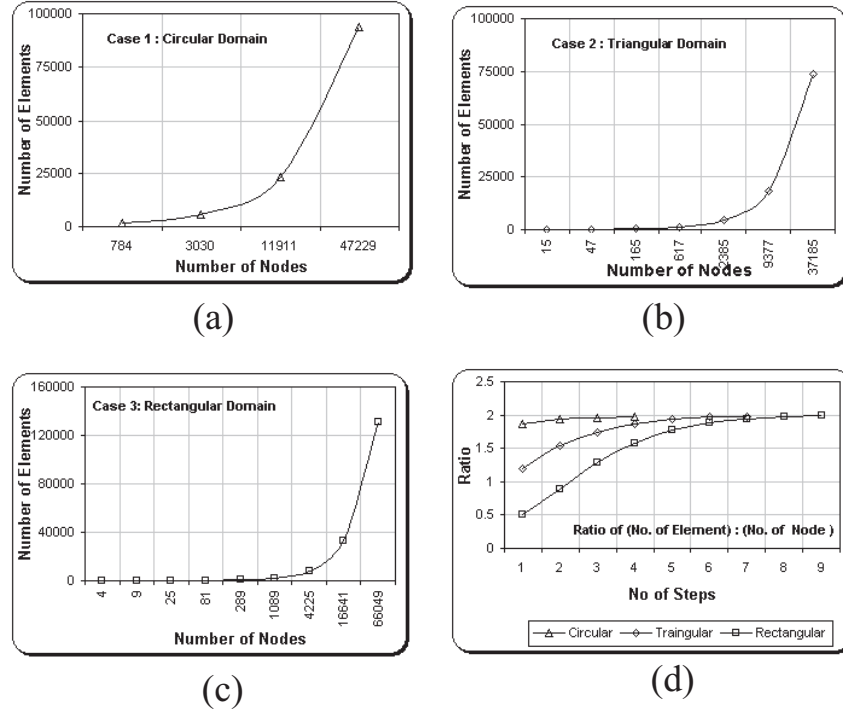 100000
75000
50000
25000
0
Number of Elements
Case 1 : Circular Domain
784 3030 11911 47229
Number of Nodes
(a)
100000
75000
50000
25000
0
Number of Elements
Case 2 : Triangular Domain
15 47 165 617 2385 9377 37185
Number of Nodes
(b)
160000
120000
80000
40000
0
Number of Elements
Case 3: Rectangular Domain
4 9 25 81 289 1089 4225 16641 66049
Number of Nodes
(c)
2.5
2
1.5
1
0.5
0
Ratio
Ratio of (No. of Element) : (No. of Node )
1 2 3 4 5 6 7 8 9
No of Steps
Circular Traingular Rectangular
(d)